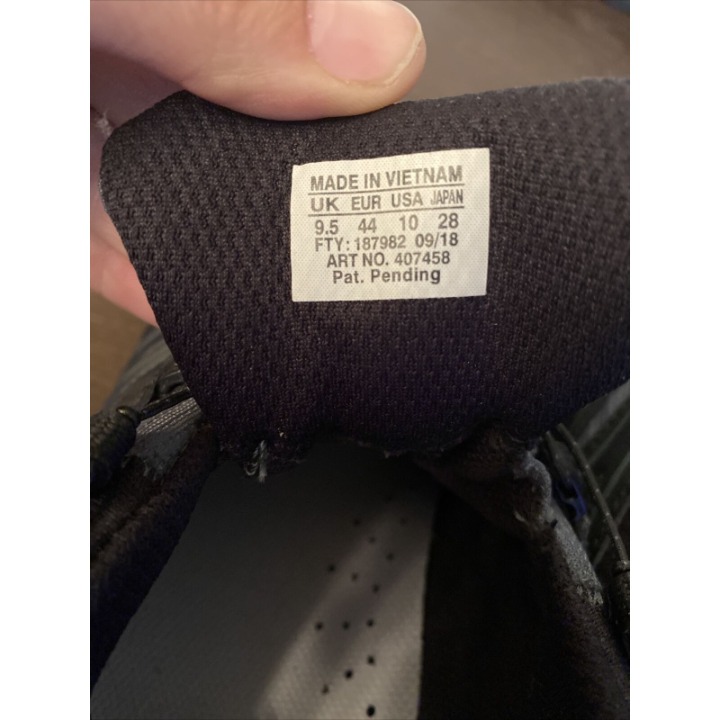 MADE IN VIETNAM
UK EUR USA JAPAN
9.5 44 10 28
FTY: 187982 09/18
ART NO. 407458
Pat. Pending